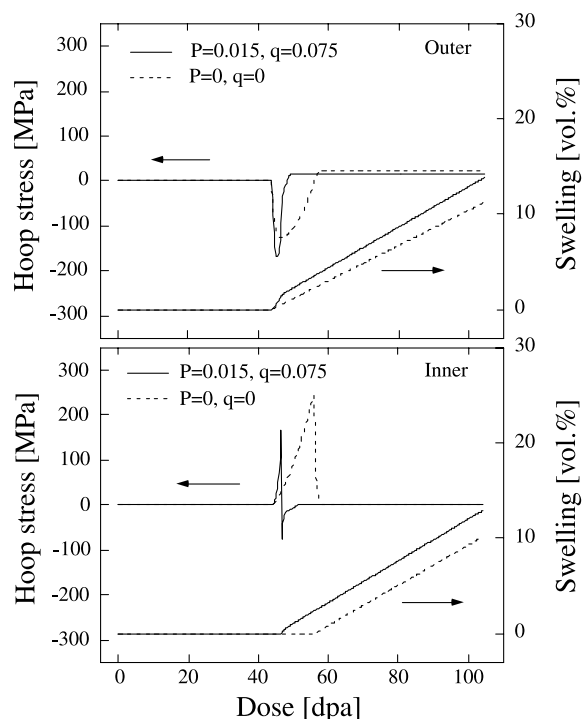 300
200
100
0
-100
-200
-300
Hoop stress [MPa]
P=0.015, q=0.075
P=0, q=0
Outer
30
20
10
0
Swelling [vol.%]
300
200
100
0
-100
-200
-300
Hoop stress [MPa]
P=0.015, q=0.075
P=0, q=0
Inner
30
20
10
0
Swelling [vol.%]
0 20 40 60 80 100
Dose [dpa]